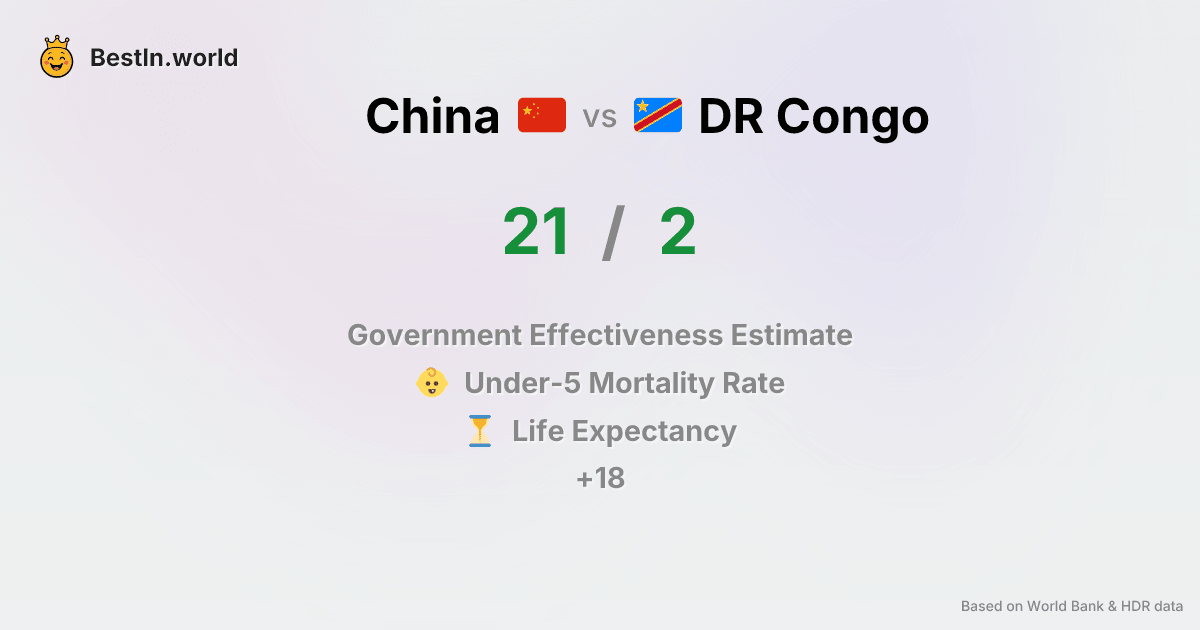 BestIn.world
China vs DR Congo
21 / 2
Government Effectiveness Estimate
Under-5 Mortality Rate
Life Expectancy
+18
Based on World Bank & HDR data